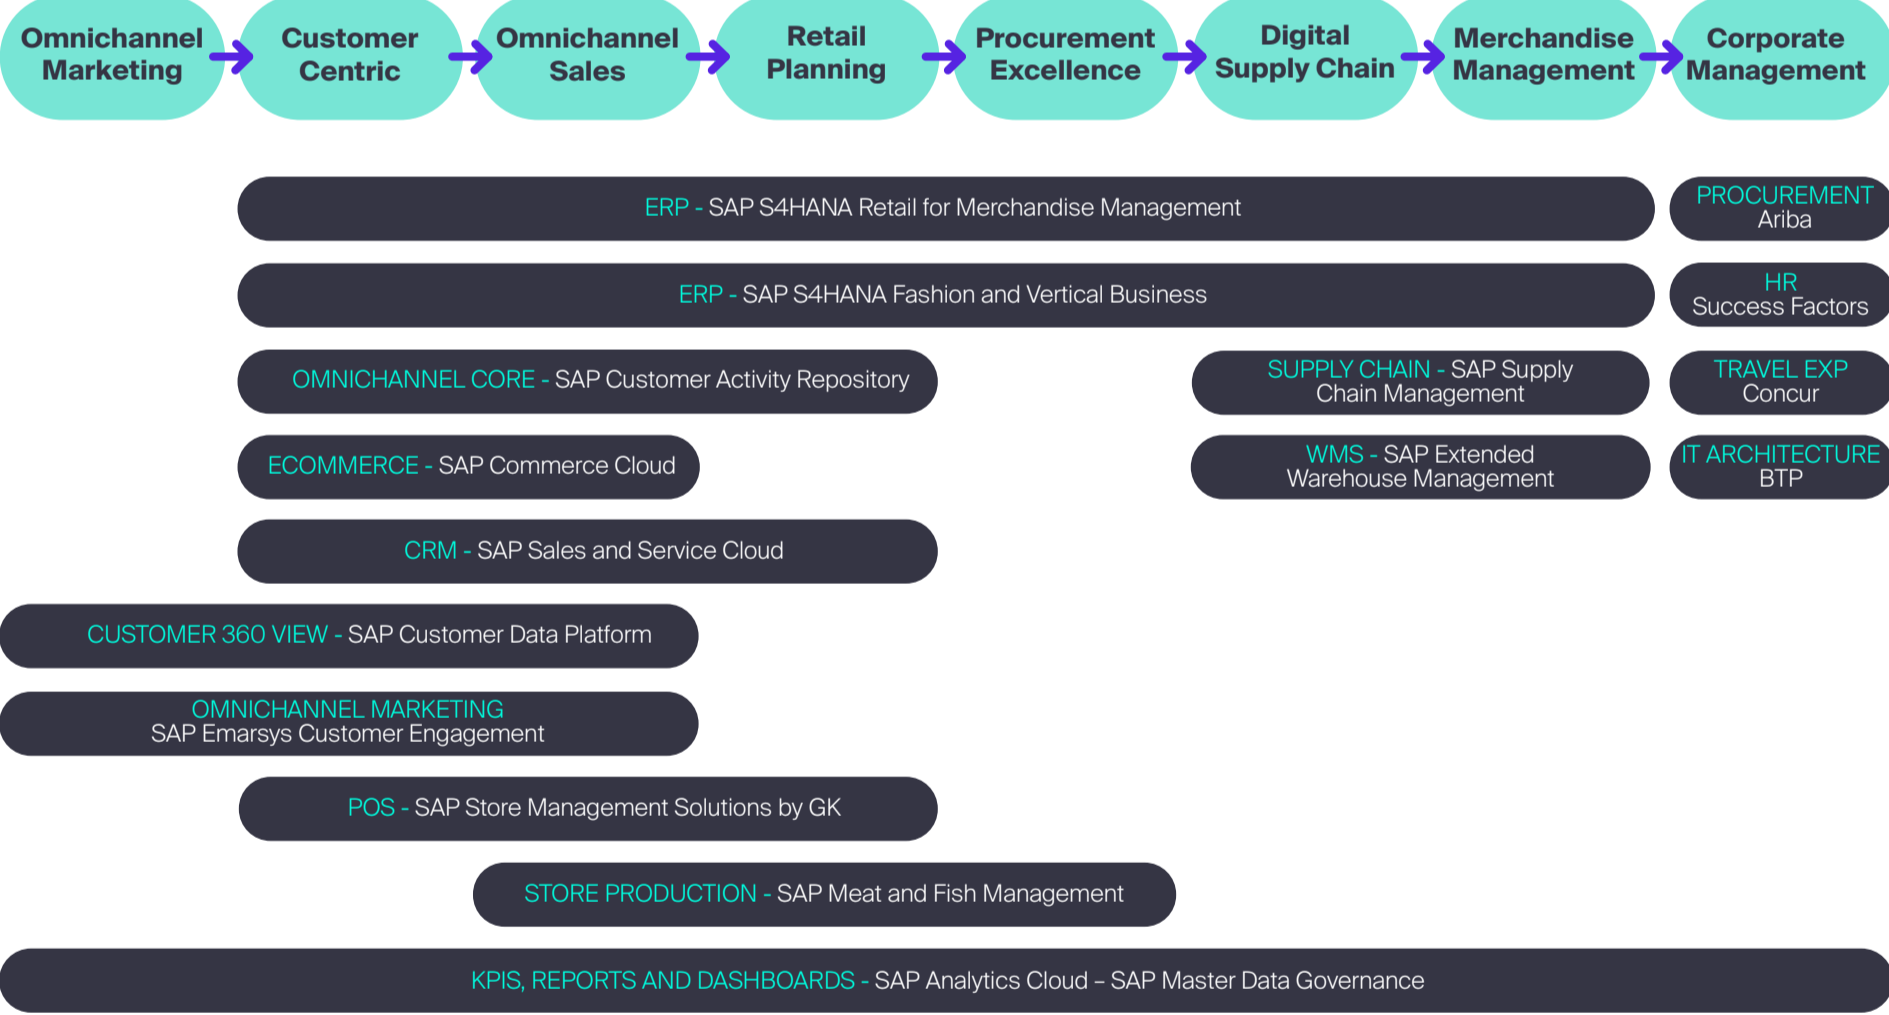 Omnichannel
Marketing
Customer
Centric
Omnichannel
Sales
Retail
Planning
Procurement
Excellence
Digital
Supply Chain
Merchandise
Management
Corporate
Management
ERP - SAP S4HANA Retail for Merchandise Management
PROCUREMENT
Ariba
ERP - SAP S4HANA Fashion and Vertical Business
HR
Success Factors
OMNICHANNEL CORE - SAP Customer Activity Repository
SUPPLY CHAIN - SAP Supply
Chain Management
TRAVEL EXP
Concur
ECOMMERCE - SAP Commerce Cloud
WMS - SAP Extended
Warehouse Management
IT ARCHITECTURE
BTP
CRM - SAP Sales and Service Cloud
CUSTOMER 360 VIEW - SAP Customer Data Platform
OMNICHANNEL MARKETING
SAP Emarsys Customer Engagement
POS - SAP Store Management Solutions by GK
STORE PRODUCTION - SAP Meat and Fish Management
KPIS, REPORTS AND DASHBOARDS - SAP Analytics Cloud – SAP Master Data Governance